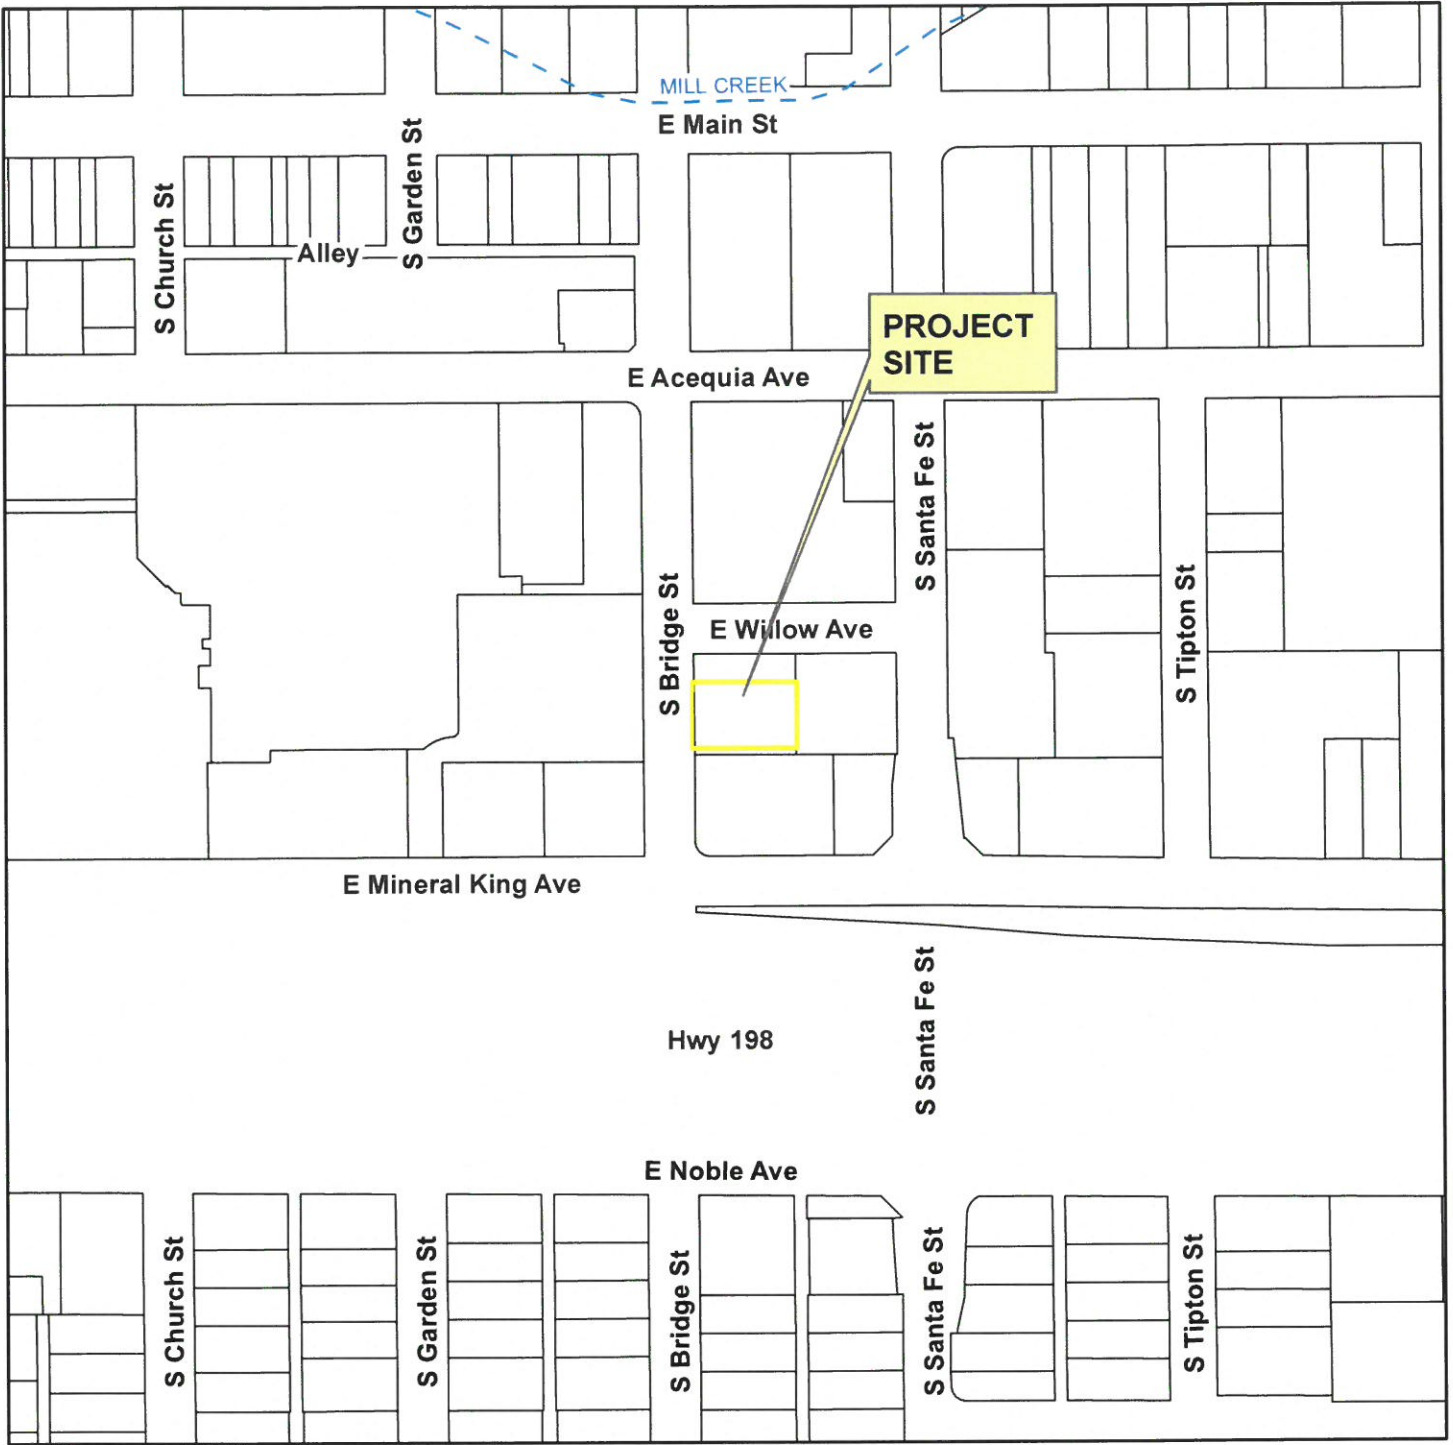 MILL CREEK
E Main St
S Church St
S Garden St
Alley
PROJECT
SITE
E Acequia Ave
S Santa Fe St
S Bridge St
E Willow Ave
S Tipton St
E Mineral King Ave
S Santa Fe St
Hwy 198
E Noble Ave
S Church St
S Garden St
S Bridge St
S Santa Fe St
S Tipton St